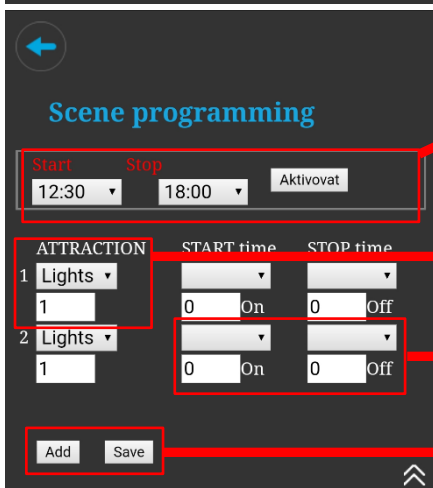 Scene programming
Start Stop
12:30 18:00 Aktivovat
ATTRACTION START time STOP time
1 Lights
1 0 On 0 Off
2 Lights
1 0 On 0 Off
Add Save